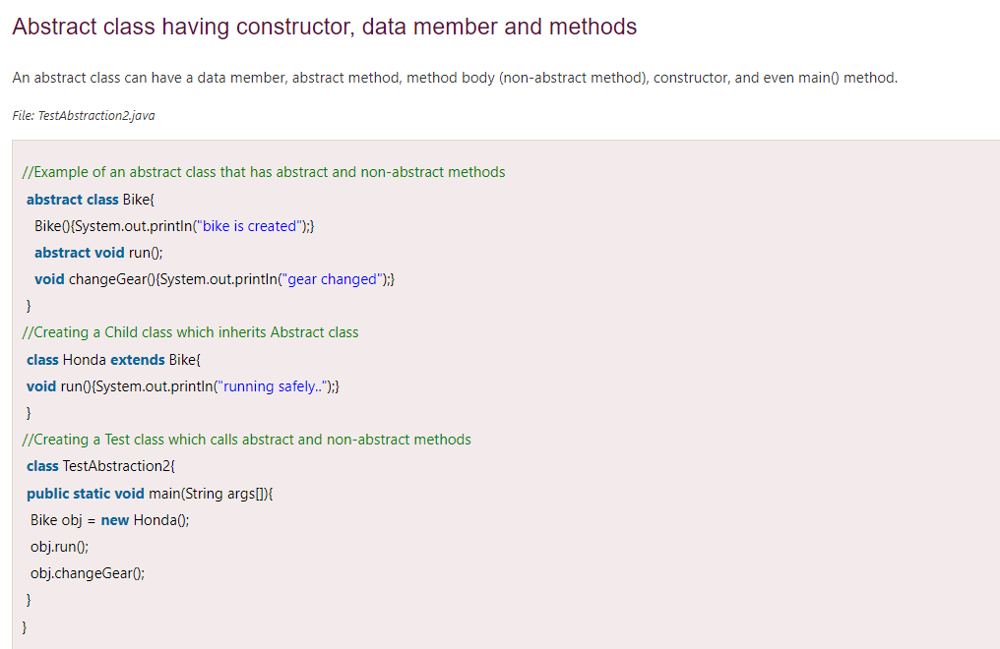 Abstract class having constructor, data member and methods
An abstract class can have a data member, abstract method, method body (non-abstract method), constructor, and even main() method.
File: TestAbstraction2.java
//Example of an abstract class that has abstract and non-abstract methods
abstract class Bike{
Bike(){System.out.println("bike is created");}
abstract void run();
void changeGear(){System.out.println("gear changed");}
}
//Creating a Child class which inherits Abstract class
class Honda extends Bike{
void run(){System.out.println("running safely..");}
}
//Creating a Test class which calls abstract and non-abstract methods
class TestAbstraction2{
public static void main(String args[]){
Bike obj = new Honda();
obj.run();
obj.changeGear();
}
}